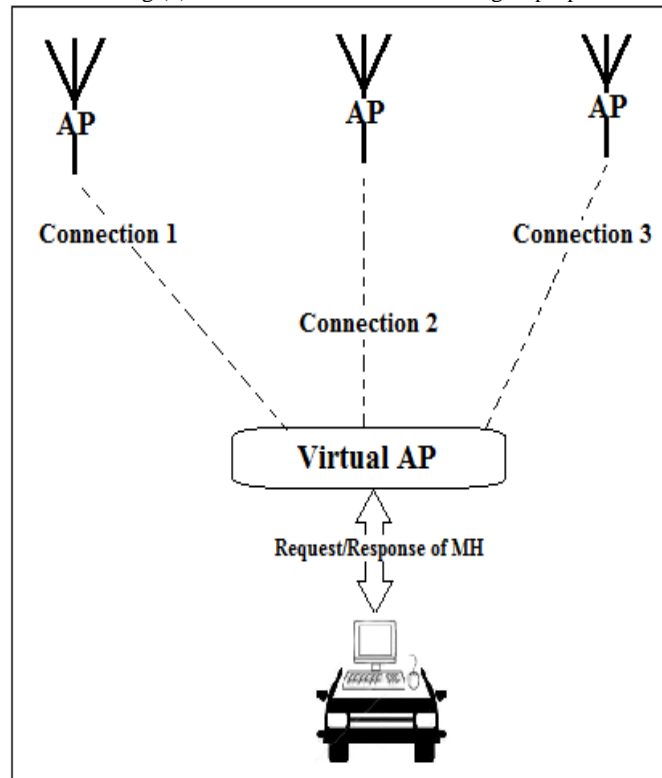 AP
AP
AP
Connection 1
Connection 3
Connection 2
Virtual AP
Request/Response of MH